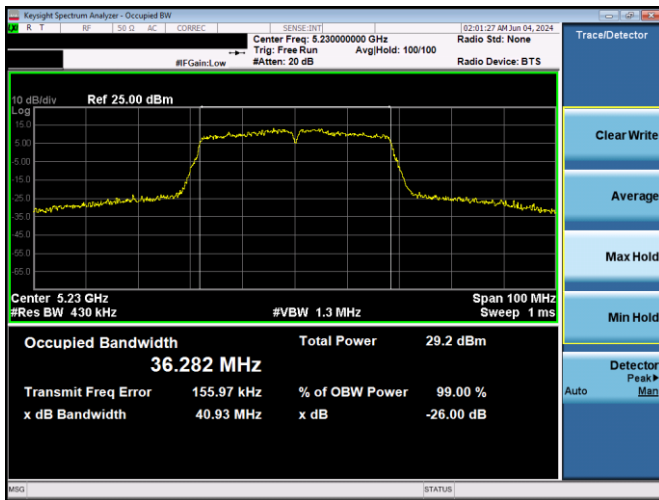 Keysight Spectrum Analyzer - Occupied BW
R T RF 50 Ω AC CORREC SENSE:INT 02:01:27 AM Jun 04, 2024
Center Freq: 5.230000000 GHz Radio Std: None
Trig: Free Run Avg|Hold: 100/100
#IFGain:Low #Atten: 20 dB Radio Device: BTS
Trace/Detector
10 dB/div Ref 25.00 dBm
Log
15.0
5.00
-5.00
-15.0
-25.0
-35.0
-45.0
-55.0
-65.0
Center 5.23 GHz Span 100 MHz
#Res BW 430 kHz #VBW 1.3 MHz Sweep 1 ms
Occupied Bandwidth Total Power 29.2 dBm
36.282 MHz
Transmit Freq Error 155.97 kHz % of OBW Power 99.00 %
x dB Bandwidth 40.93 MHz x dB -26.00 dB
Clear Write
Average
Max Hold
Min Hold
Detector
Peak▶
Auto Man
MSG STATUS